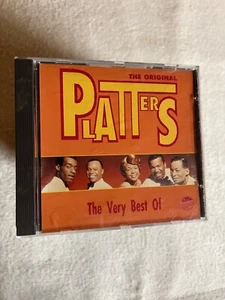 THE ORIGINAL
PLATTERS
The Very Best Of